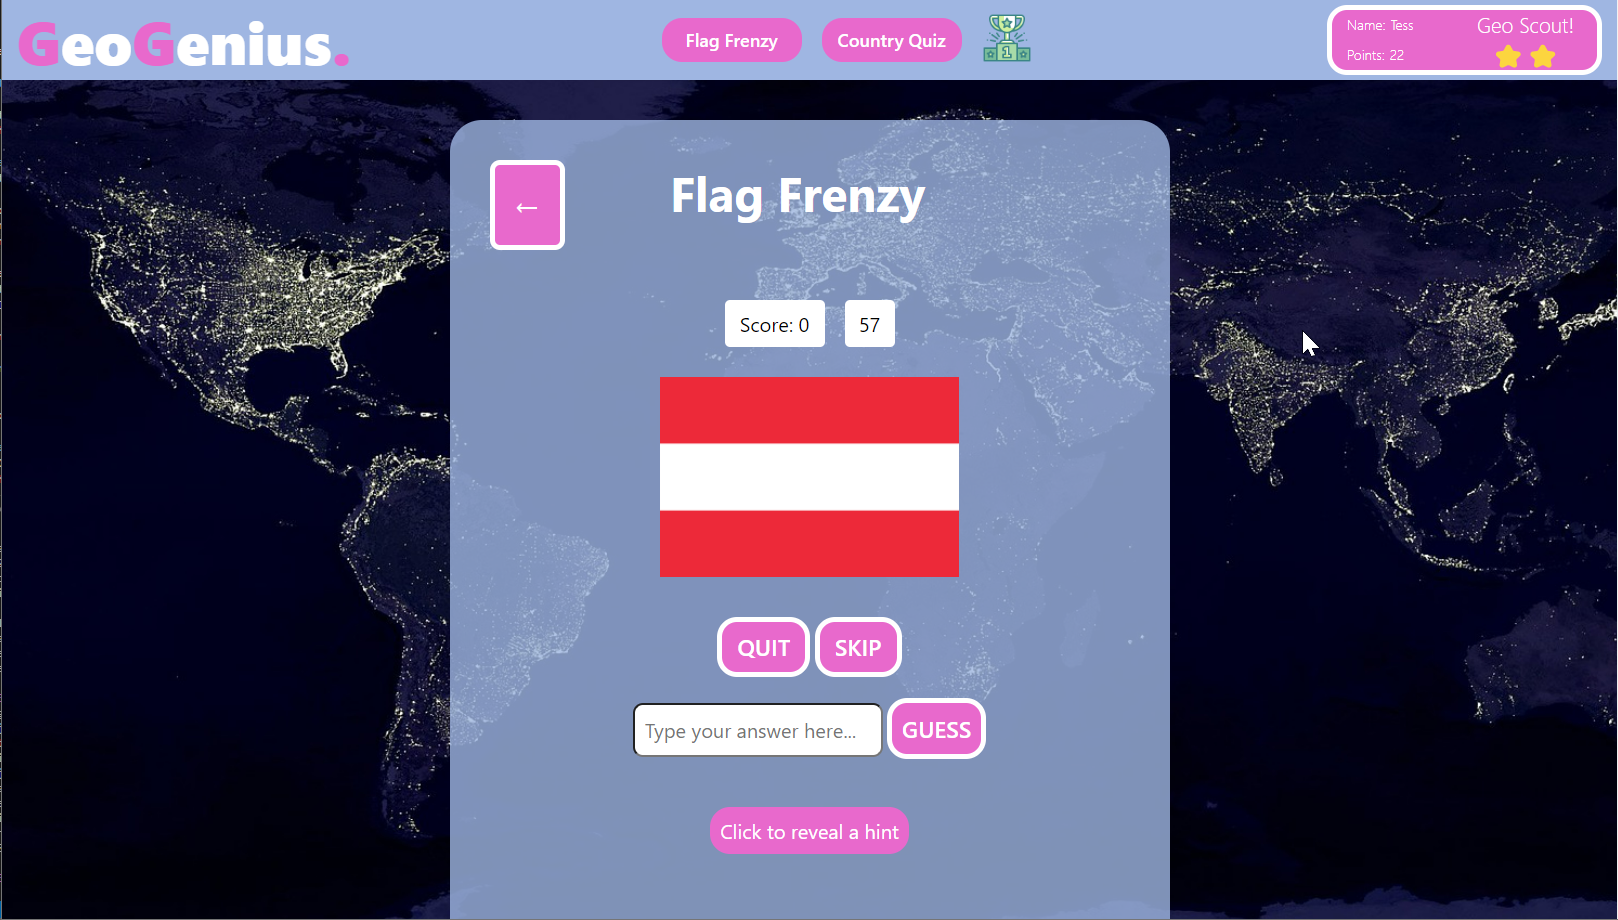 GeoGenius.
Flag Frenzy
Country Quiz
1
Name: Tess
Geo Scout!
Points: 22
←
Flag Frenzy
Score: 0
57
QUIT
SKIP
Type your answer here...
GUESS
Click to reveal a hint